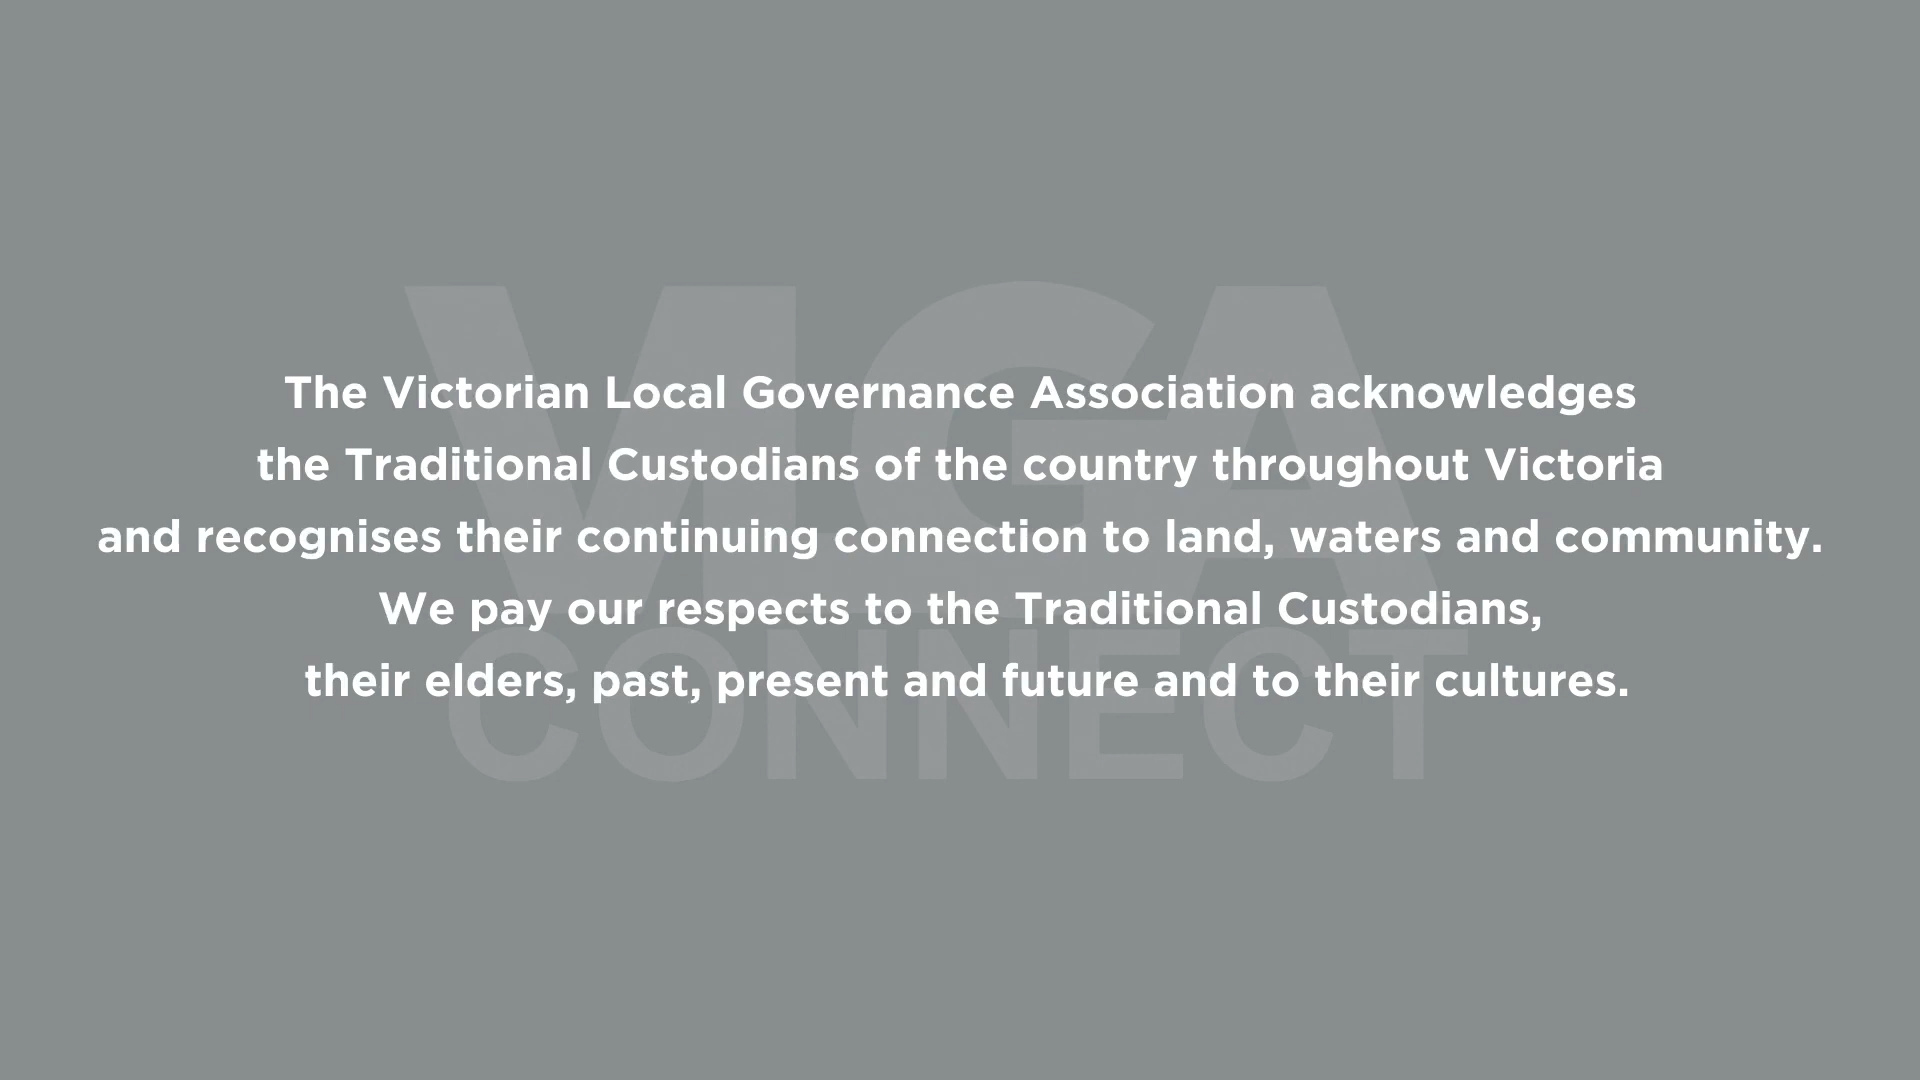 The Victorian Local Governance Association acknowledges
the Traditional Custodians of the country throughout Victoria
and recognises their continuing connection to land, waters and community.
We pay our respects to the Traditional Custodians,
their elders, past, present and future and to their cultures.
VLGA
CONNECT